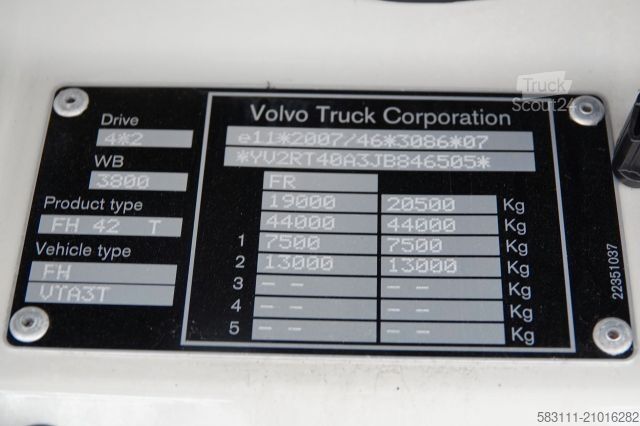 Truck
Scout24
Drive
4*2
WB
3800
Product type
FH 42 T
Vehicle type
FH
VTA3T
Volvo Truck Corporation
e11*2007/46*3086*07
*YV2RT40A3JB846505*
FR
19000 20500 Kg
44000 44000 Kg
1 7500 7500 Kg
2 13000 13000 Kg
3 -- -- Kg
4 -- -- Kg
5 -- -- Kg
22351037
583111-21016282